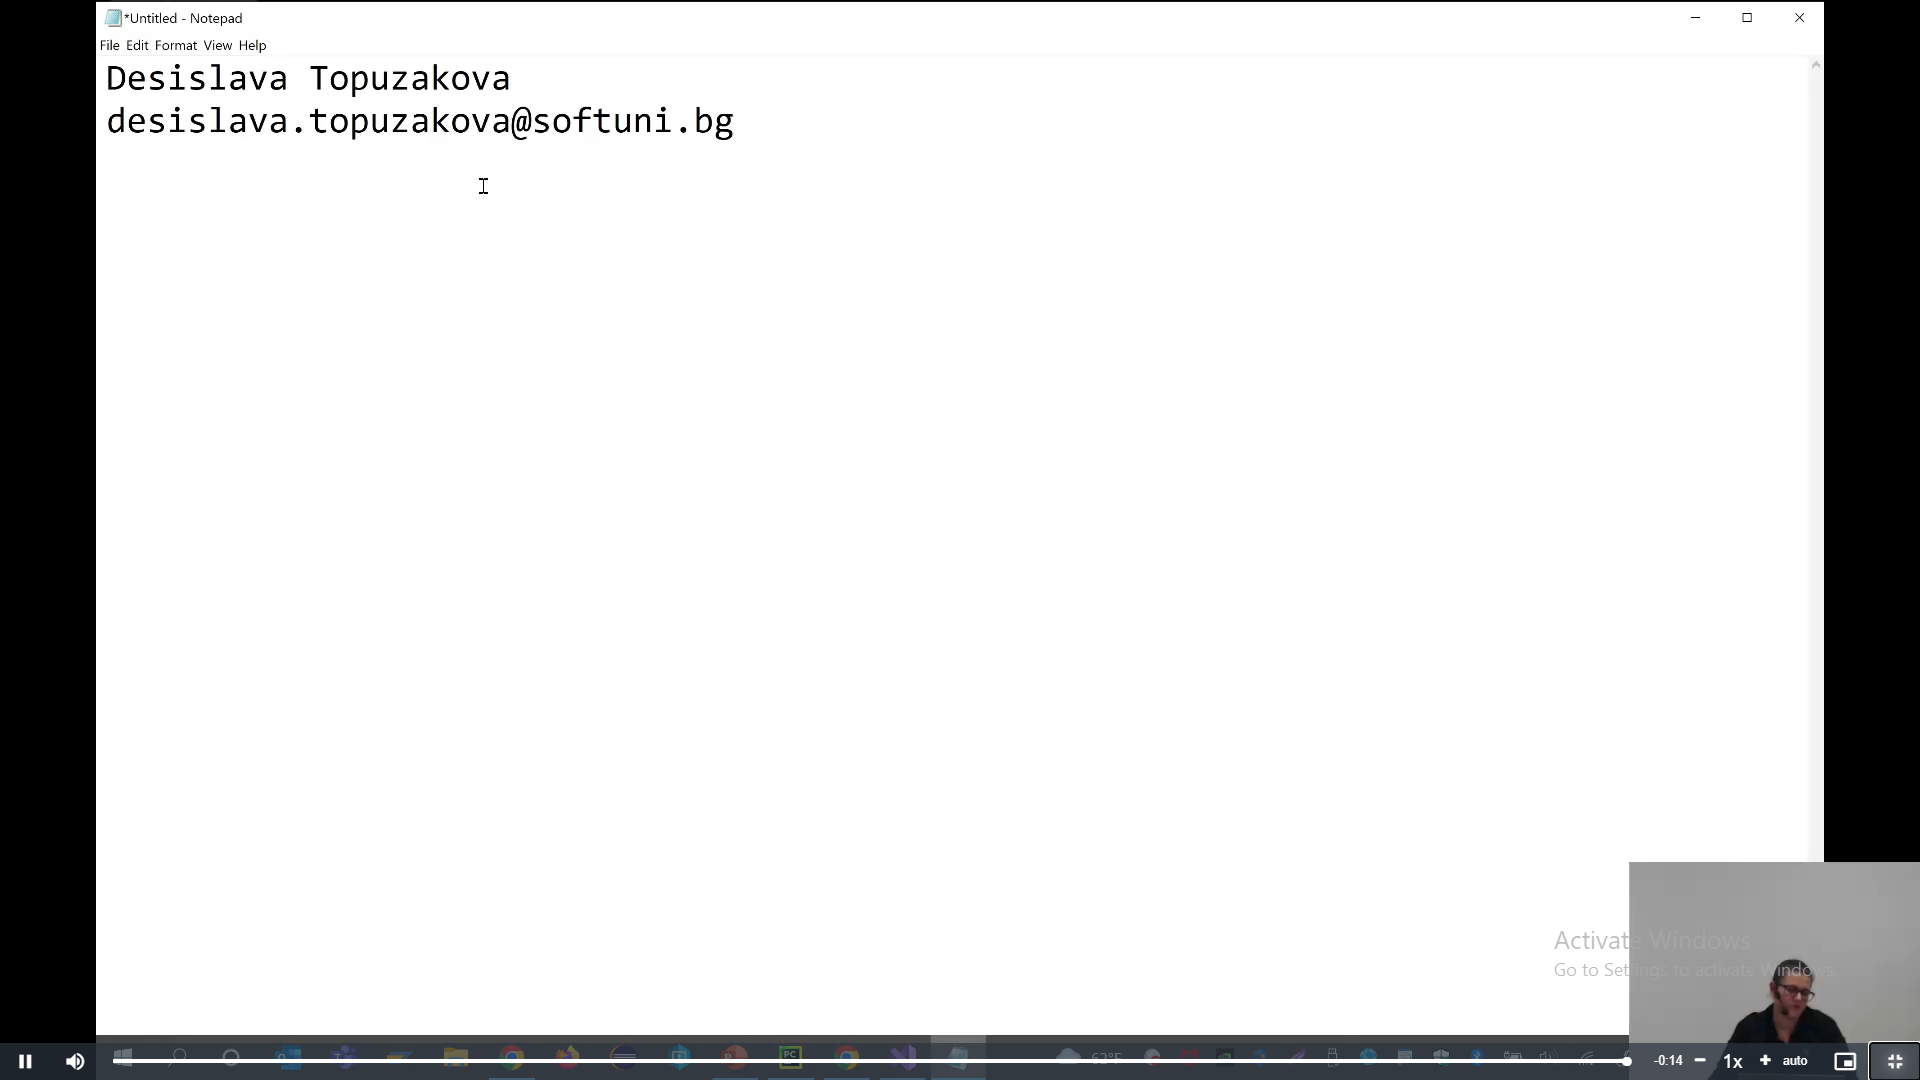 *Untitled - Notepad
File Edit Format View Help
Desislava Topuzakova
desislava.topuzakova@softuni.bg
Activate Windows
Go to Settings to activate Windows.
62°F
-0:14
1x
auto